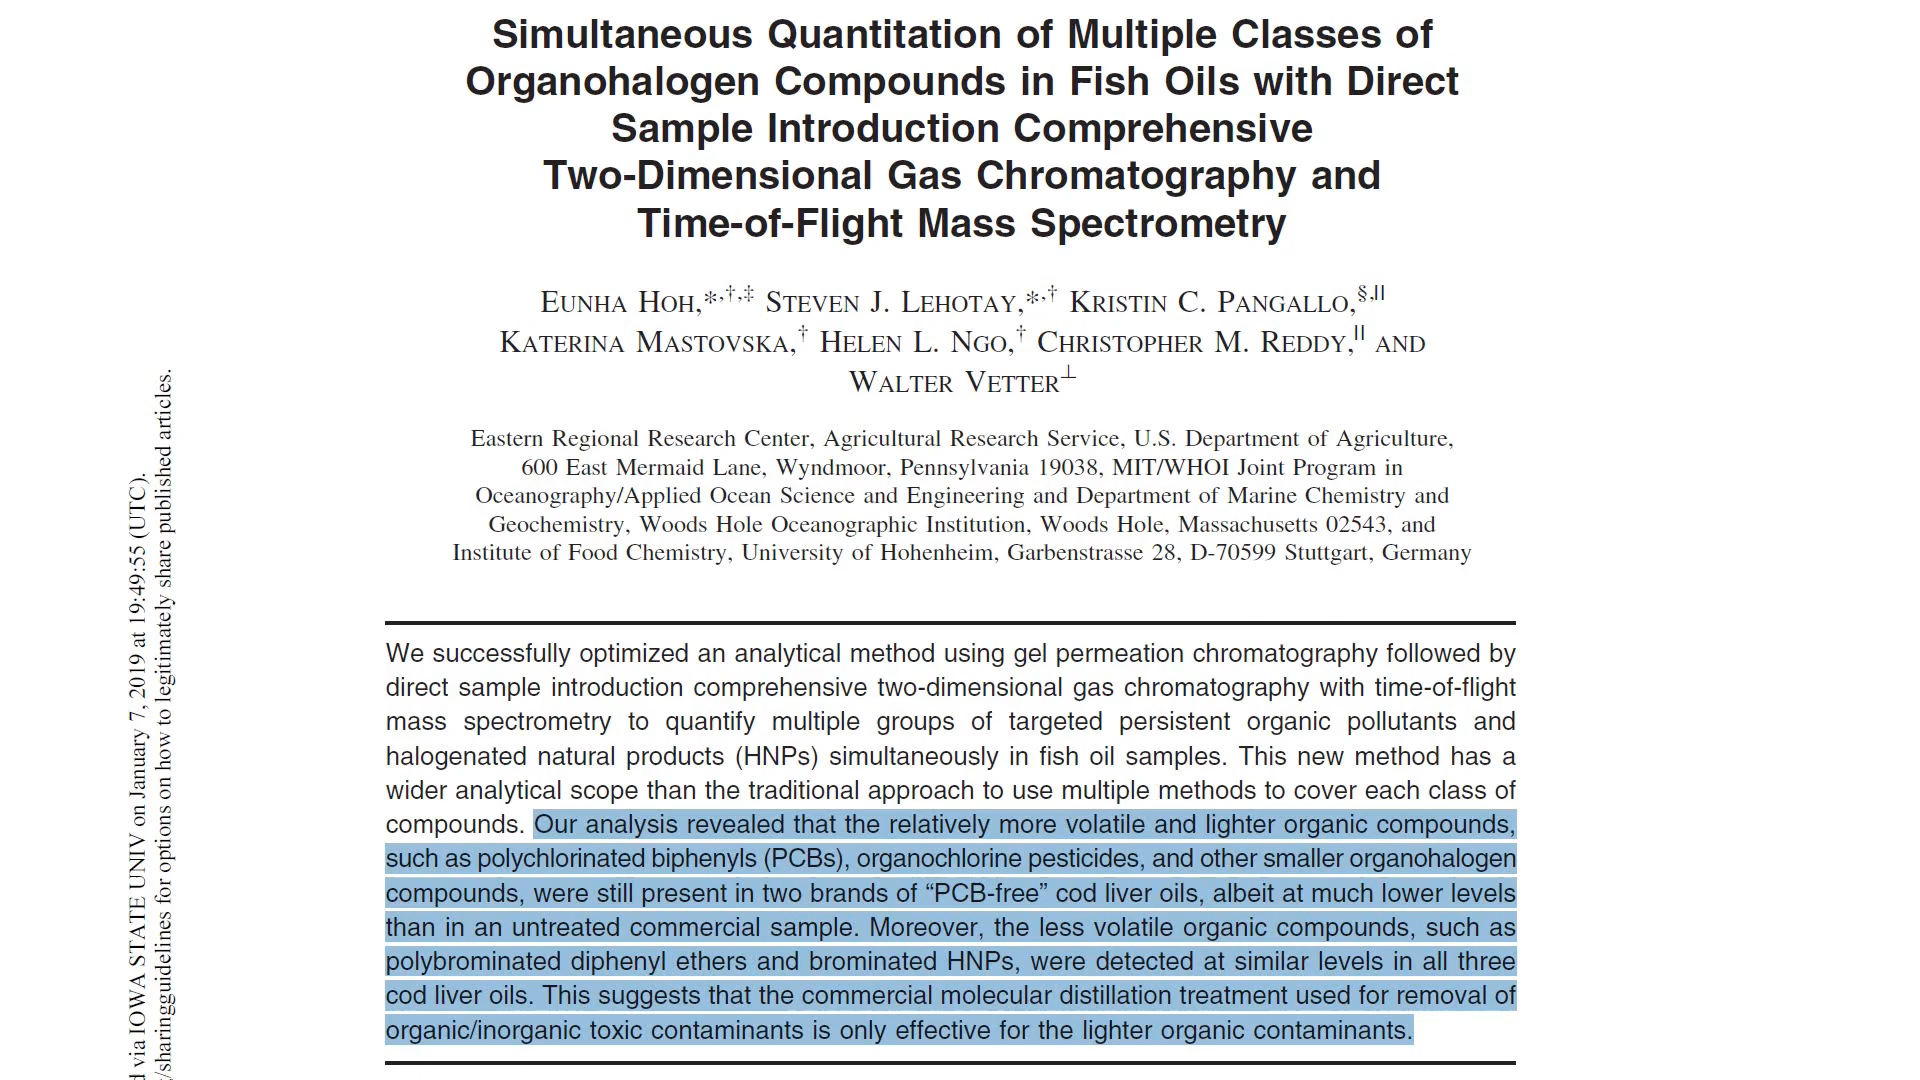 Simultaneous Quantitation of Multiple Classes of
Organohalogen Compounds in Fish Oils with Direct
Sample Introduction Comprehensive
Two-Dimensional Gas Chromatography and
Time-of-Flight Mass Spectrometry
EUNHA HOH,*,†,‡ STEVEN J. LEHOTAY,*,† KRISTIN C. PANGALLO,§,||
KATERINA MASTOVSKA,† HELEN L. NGO,† CHRISTOPHER M. REDDY,|| AND
WALTER VETTER⊥
Eastern Regional Research Center, Agricultural Research Service, U.S. Department of Agriculture,
600 East Mermaid Lane, Wyndmoor, Pennsylvania 19038, MIT/WHOI Joint Program in
Oceanography/Applied Ocean Science and Engineering and Department of Marine Chemistry and
Geochemistry, Woods Hole Oceanographic Institution, Woods Hole, Massachusetts 02543, and
Institute of Food Chemistry, University of Hohenheim, Garbenstrasse 28, D-70599 Stuttgart, Germany
We successfully optimized an analytical method using gel permeation chromatography followed by
direct sample introduction comprehensive two-dimensional gas chromatography with time-of-flight
mass spectrometry to quantify multiple groups of targeted persistent organic pollutants and
halogenated natural products (HNPs) simultaneously in fish oil samples. This new method has a
wider analytical scope than the traditional approach to use multiple methods to cover each class of
compounds. Our analysis revealed that the relatively more volatile and lighter organic compounds,
such as polychlorinated biphenyls (PCBs), organochlorine pesticides, and other smaller organohalogen
compounds, were still present in two brands of “PCB-free” cod liver oils, albeit at much lower levels
than in an untreated commercial sample. Moreover, the less volatile organic compounds, such as
polybrominated diphenyl ethers and brominated HNPs, were detected at similar levels in all three
cod liver oils. This suggests that the commercial molecular distillation treatment used for removal of
organic/inorganic toxic contaminants is only effective for the lighter organic contaminants.
d via IOWA STATE UNIV on January 7, 2019 at 19:49:55 (UTC).
/sharingguidelines for options on how to legitimately share published articles.